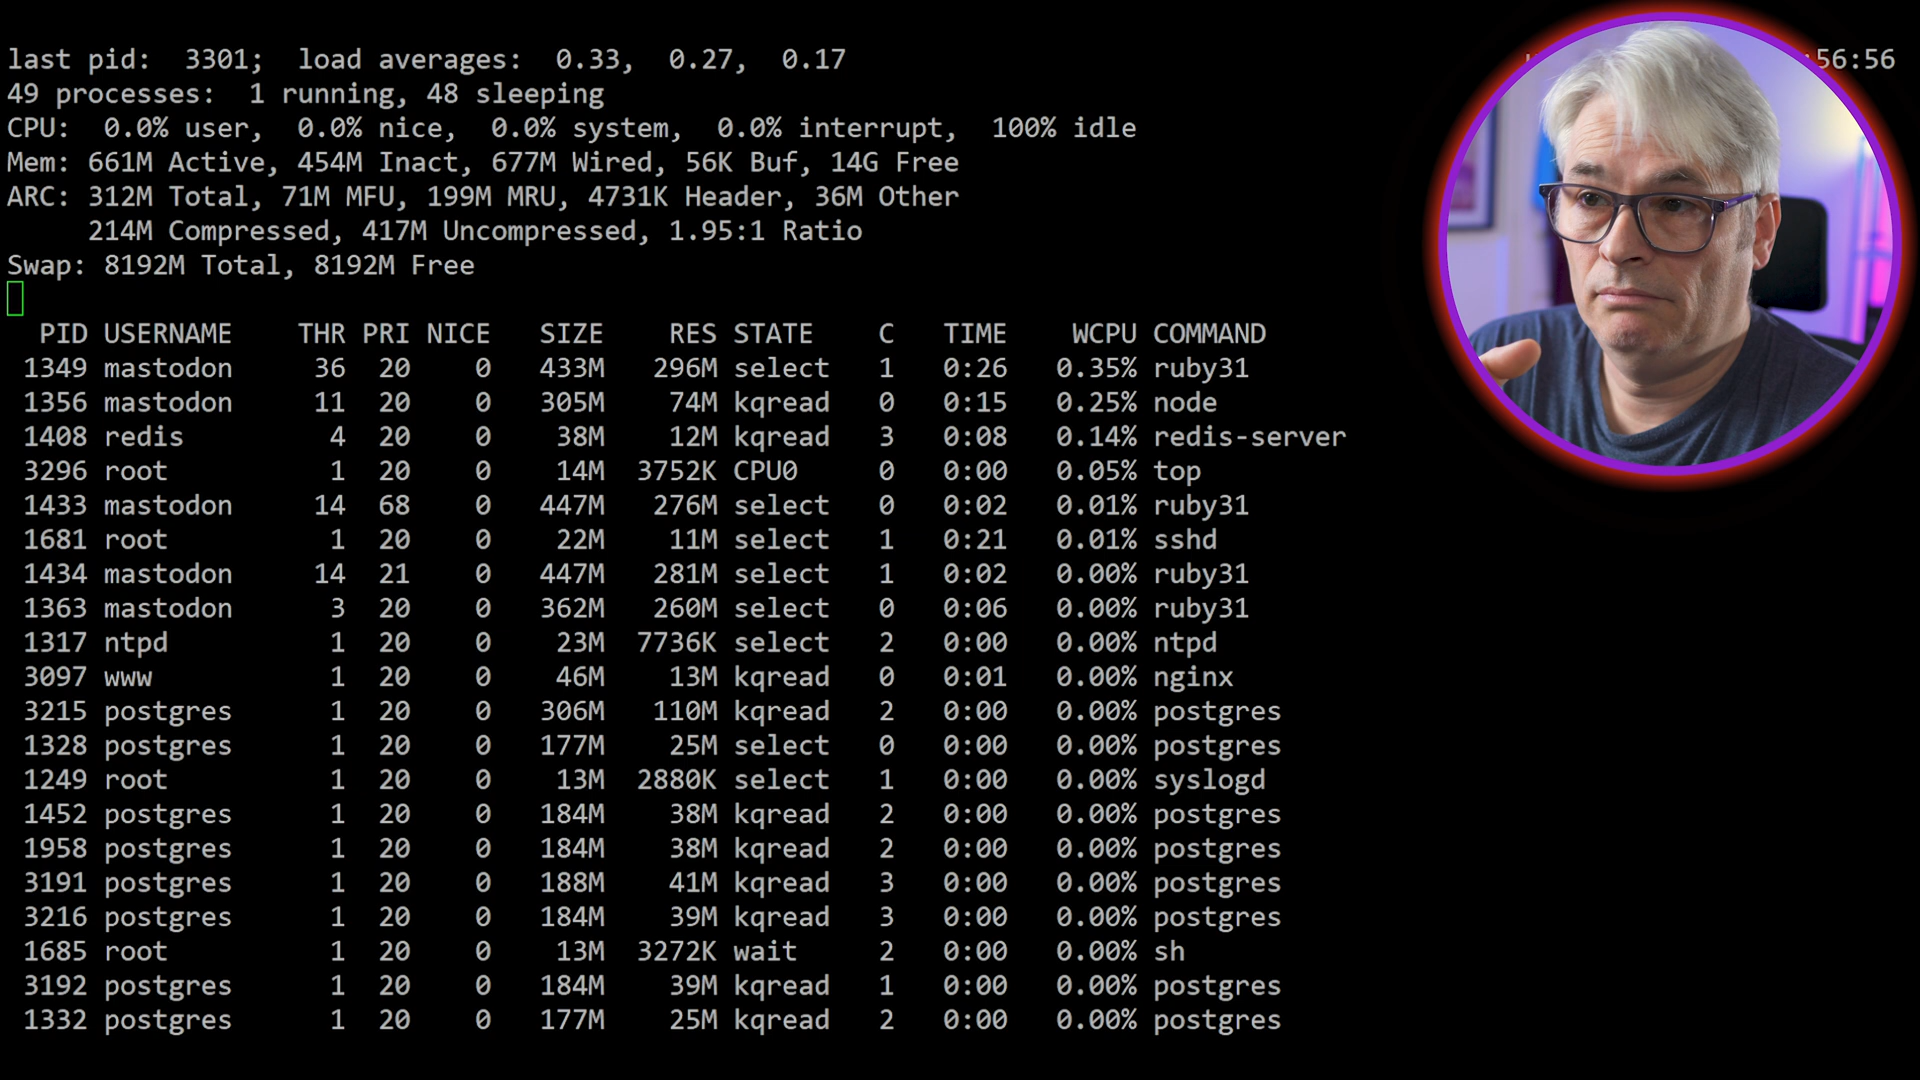 last pid:  3301;  load averages:  0.33,  0.27,  0.17 56:56
49 processes:  1 running, 48 sleeping
CPU:  0.0% user,  0.0% nice,  0.0% system,  0.0% interrupt,  100% idle
Mem: 661M Active, 454M Inact, 677M Wired, 56K Buf, 14G Free
ARC: 312M Total, 71M MFU, 199M MRU, 4731K Header, 36M Other
214M Compressed, 417M Uncompressed, 1.95:1 Ratio
Swap: 8192M Total, 8192M Free
PID USERNAME THR PRI NICE SIZE RES STATE C TIME WCPU COMMAND
1349 mastodon 36 20 0 433M 296M select 1 0:26 0.35% ruby31
1356 mastodon 11 20 0 305M 74M kqread 0 0:15 0.25% node
1408 redis 4 20 0 38M 12M kqread 3 0:08 0.14% redis-server
3296 root 1 20 0 14M 3752K CPU0 0 0:00 0.05% top
1433 mastodon 14 68 0 447M 276M select 0 0:02 0.01% ruby31
1681 root 1 20 0 22M 11M select 1 0:21 0.01% sshd
1434 mastodon 14 21 0 447M 281M select 1 0:02 0.00% ruby31
1363 mastodon 3 20 0 362M 260M select 0 0:06 0.00% ruby31
1317 ntpd 1 20 0 23M 7736K select 2 0:00 0.00% ntpd
3097 www 1 20 0 46M 13M kqread 0 0:01 0.00% nginx
3215 postgres 1 20 0 306M 110M kqread 2 0:00 0.00% postgres
1328 postgres 1 20 0 177M 25M select 0 0:00 0.00% postgres
1249 root 1 20 0 13M 2880K select 1 0:00 0.00% syslogd
1452 postgres 1 20 0 184M 38M kqread 2 0:00 0.00% postgres
1958 postgres 1 20 0 184M 38M kqread 2 0:00 0.00% postgres
3191 postgres 1 20 0 188M 41M kqread 3 0:00 0.00% postgres
3216 postgres 1 20 0 184M 39M kqread 3 0:00 0.00% postgres
1685 root 1 20 0 13M 3272K wait 2 0:00 0.00% sh
3192 postgres 1 20 0 184M 39M kqread 1 0:00 0.00% postgres
1332 postgres 1 20 0 177M 25M kqread 2 0:00 0.00% postgres